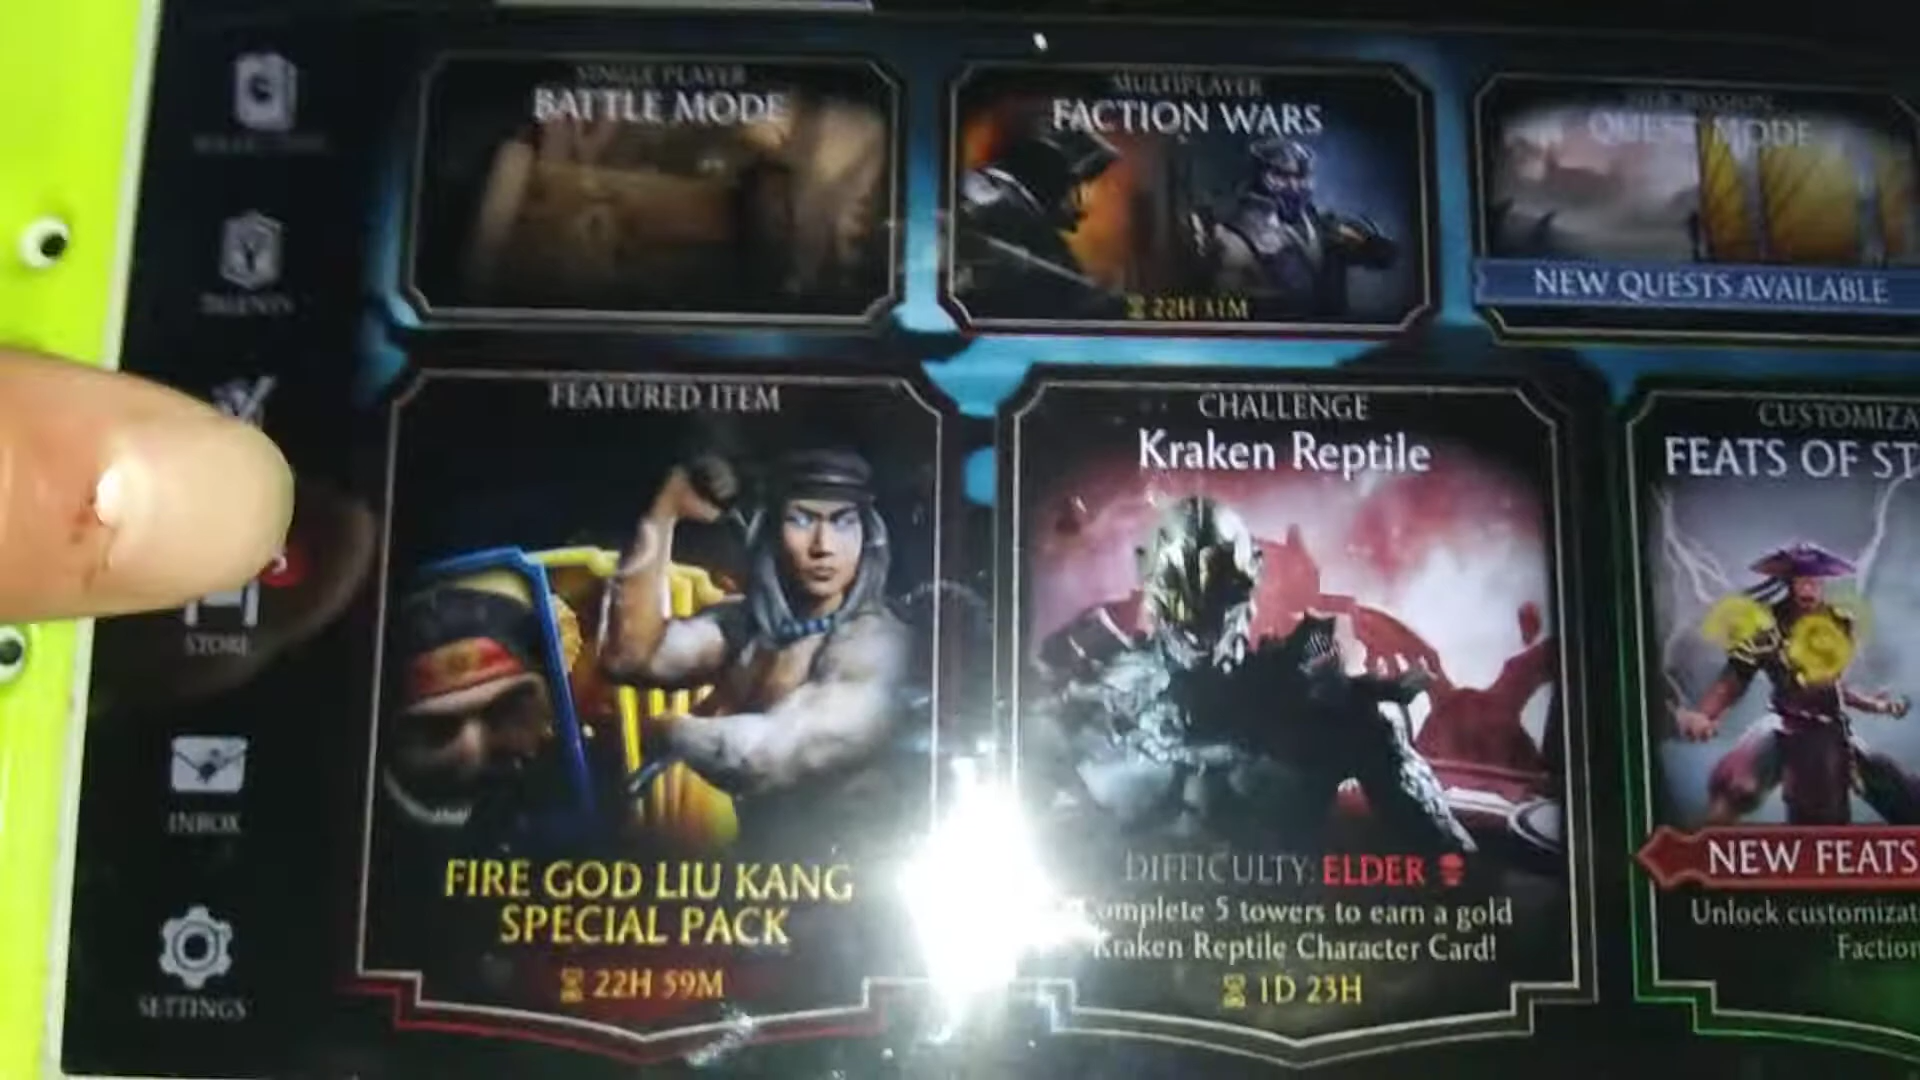 SINGLE PLAYER
BATTLE MODE
MULTIPLAYER
FACTION WARS
22H 31M
QUEST MODE
NEW QUESTS AVAILABLE
TALENTS
STORE
INBOX
SETTINGS
FEATURED ITEM
FIRE GOD LIU KANG
SPECIAL PACK
22H 59M
CHALLENGE
Kraken Reptile
DIFFICULTY: ELDER
Complete 5 towers to earn a gold
Kraken Reptile Character Card!
1D 23H
CUSTOMIZA
FEATS OF ST
NEW FEATS
Unlock customizat
Faction